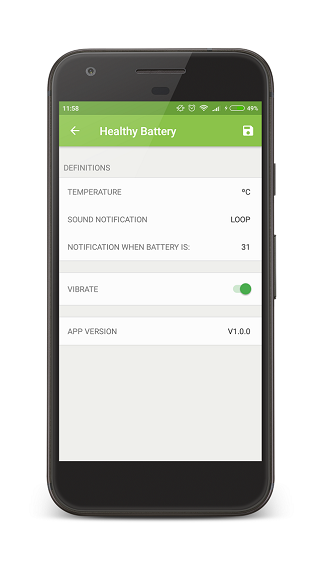 11:58 49%
Healthy Battery
DEFINITIONS
TEMPERATURE ºC
SOUND NOTIFICATION LOOP
NOTIFICATION WHEN BATTERY IS: 31
VIBRATE
APP VERSION V1.0.0